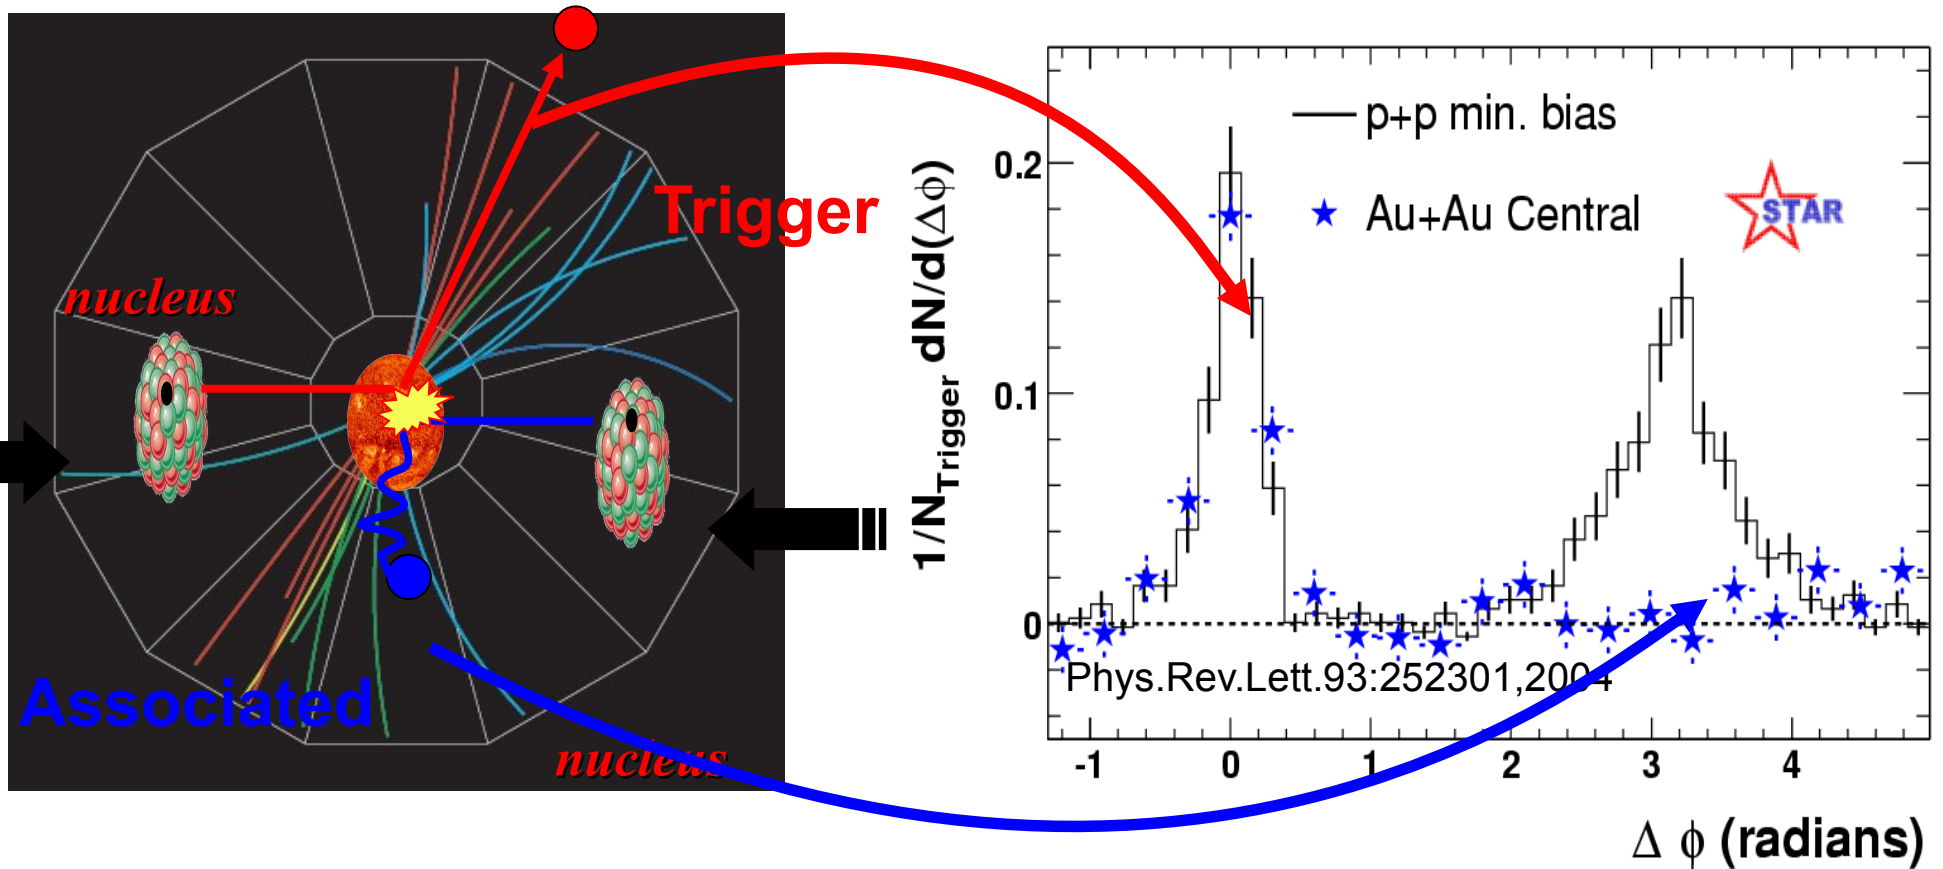 Trigger
nucleus
Associated
nucleus
p+p min. bias
Au+Au Central
STAR
1/N_Trigger dN/d(Δϕ)
0.2
0.1
0
Phys.Rev.Lett.93:252301,2004
-1 0 1 2 3 4
Δ ϕ (radians)